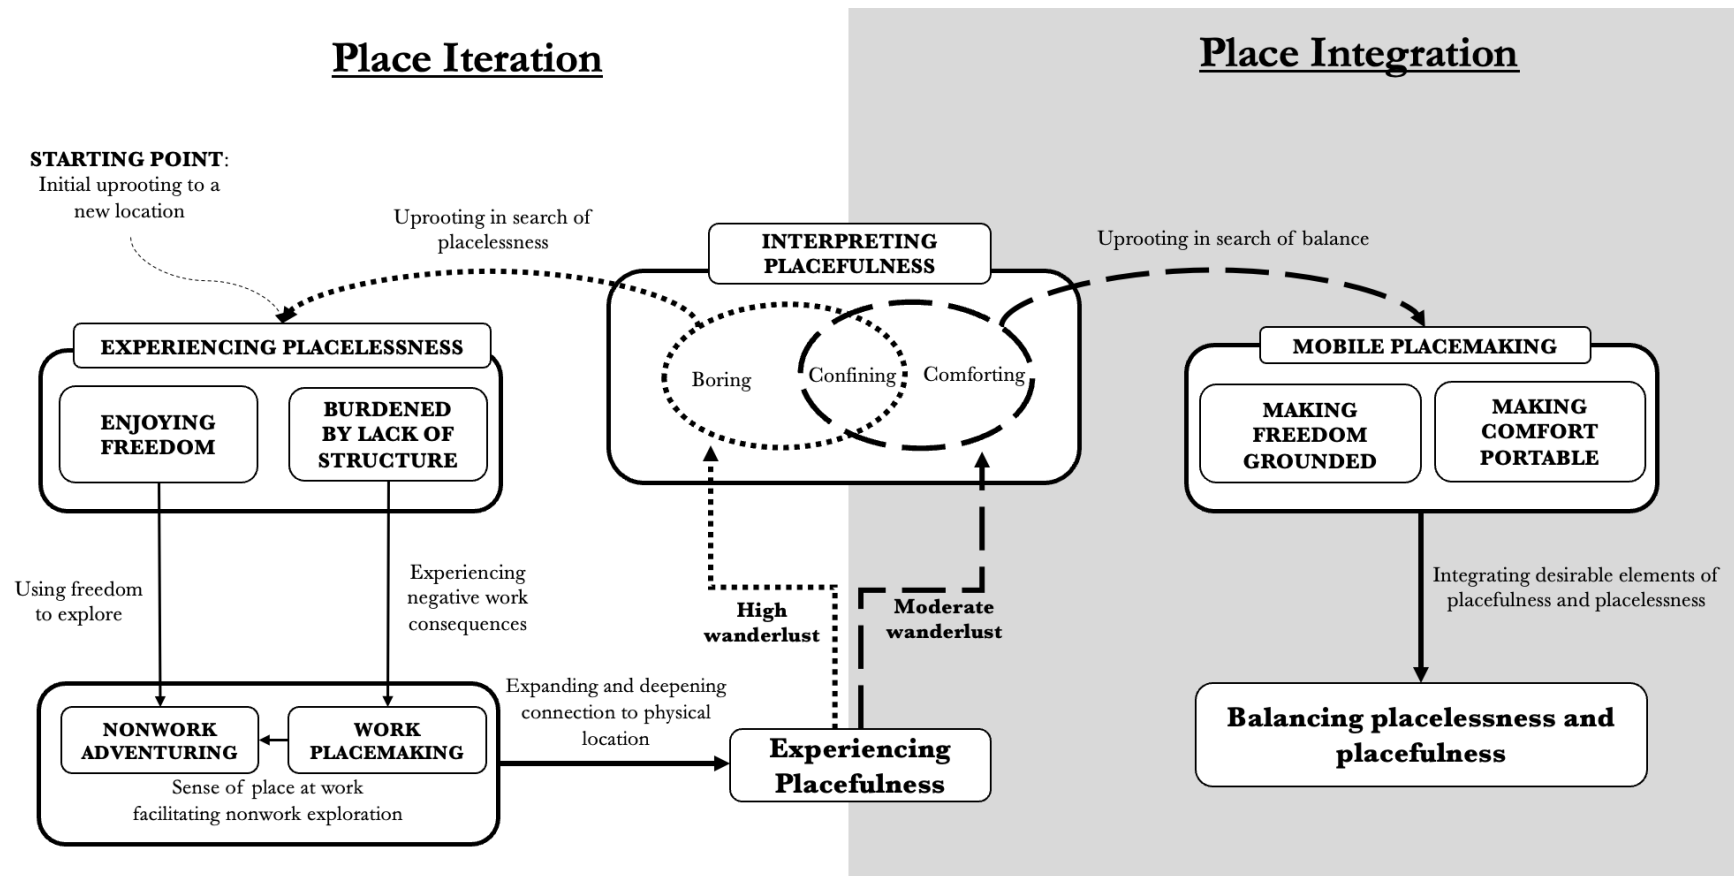 Place Iteration
Place Integration
STARTING POINT:
Initial uprooting to a
new location
Uprooting in search of
placelessness
INTERPRETING
PLACEFULNESS
Uprooting in search of balance
EXPERIENCING PLACELESSNESS
ENJOYING
FREEDOM
BURDENED
BY LACK OF
STRUCTURE
Boring
Confining
Comforting
MOBILE PLACEMAKING
MAKING
FREEDOM
GROUNDED
MAKING
COMFORT
PORTABLE
Using freedom
to explore
Experiencing
negative work
consequences
High
wanderlust
Moderate
wanderlust
Integrating desirable elements of
placefulness and placelessness
NONWORK
ADVENTURING
WORK
PLACEMAKING
Sense of place at work
facilitating nonwork exploration
Expanding and deepening
connection to physical
location
Experiencing
Placefulness
Balancing placelessness and
placefulness